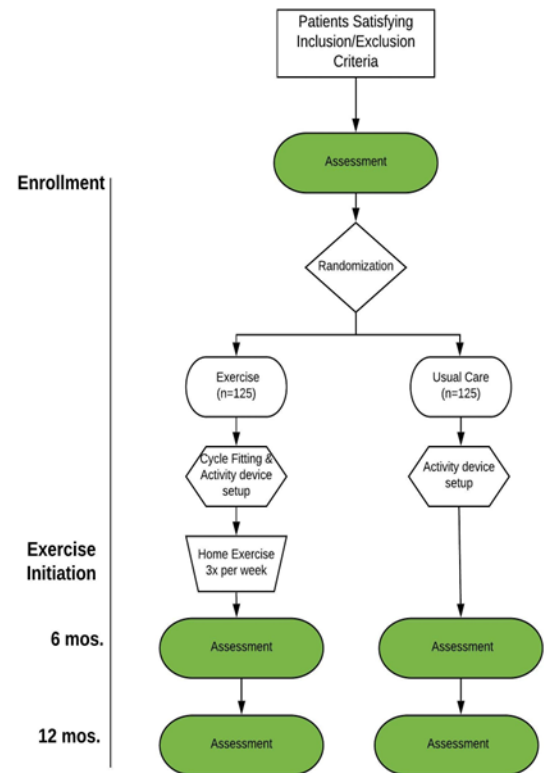 Patients Satisfying
Inclusion/Exclusion
Criteria
Assessment
Enrollment
Randomization
Exercise
(n=125)
Usual Care
(n=125)
Cycle Fitting &
Activity device
setup
Activity device
setup
Exercise
Initiation
Home Exercise
3x per week
6 mos.
Assessment
Assessment
12 mos.
Assessment
Assessment